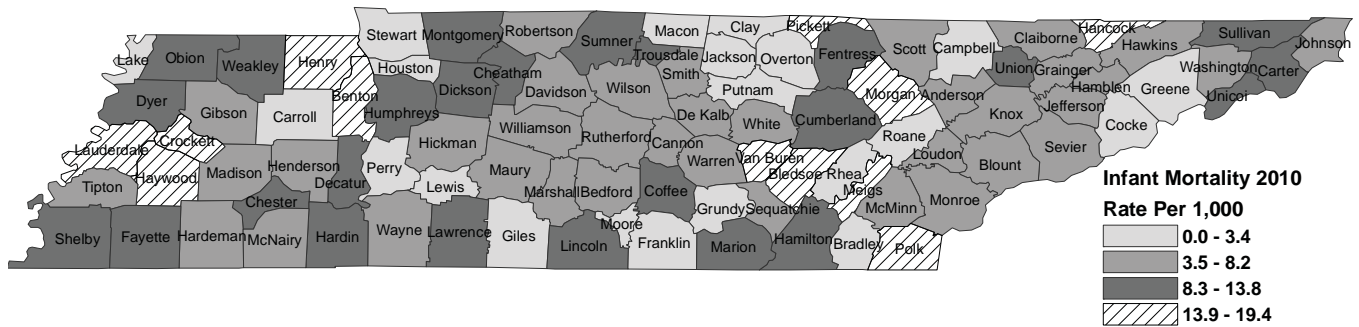 Stewart
Montgomery
Robertson
Sumner
Macon
Clay
Pickett
Lake
Obion
Weakley
Henry
Houston
Cheatham
Trousdale
Smith
Jackson
Overton
Fentress
Scott
Campbell
Claiborne
Hancock
Hawkins
Sullivan
Johnson
Dyer
Gibson
Carroll
Benton
Humphreys
Dickson
Davidson
Wilson
Putnam
Morgan
Anderson
Union
Grainger
Hamblen
Greene
Washington
Carter
Unicoi
Lauderdale
Crockett
Haywood
Madison
Henderson
Decatur
Perry
Hickman
Williamson
Rutherford
Cannon
De Kalb
White
Cumberland
Roane
Loudon
Knox
Jefferson
Cocke
Sevier
Blount
Tipton
Chester
Lewis
Maury
Marshall
Bedford
Coffee
Warren
Van Buren
Bledsoe
Rhea
Meigs
McMinn
Monroe
Shelby
Fayette
Hardeman
McNairy
Hardin
Wayne
Lawrence
Giles
Lincoln
Moore
Franklin
Grundy
Sequatchie
Marion
Hamilton
Bradley
Polk
Infant Mortality 2010
Rate Per 1,000
0.0 - 3.4
3.5 - 8.2
8.3 - 13.8
13.9 - 19.4